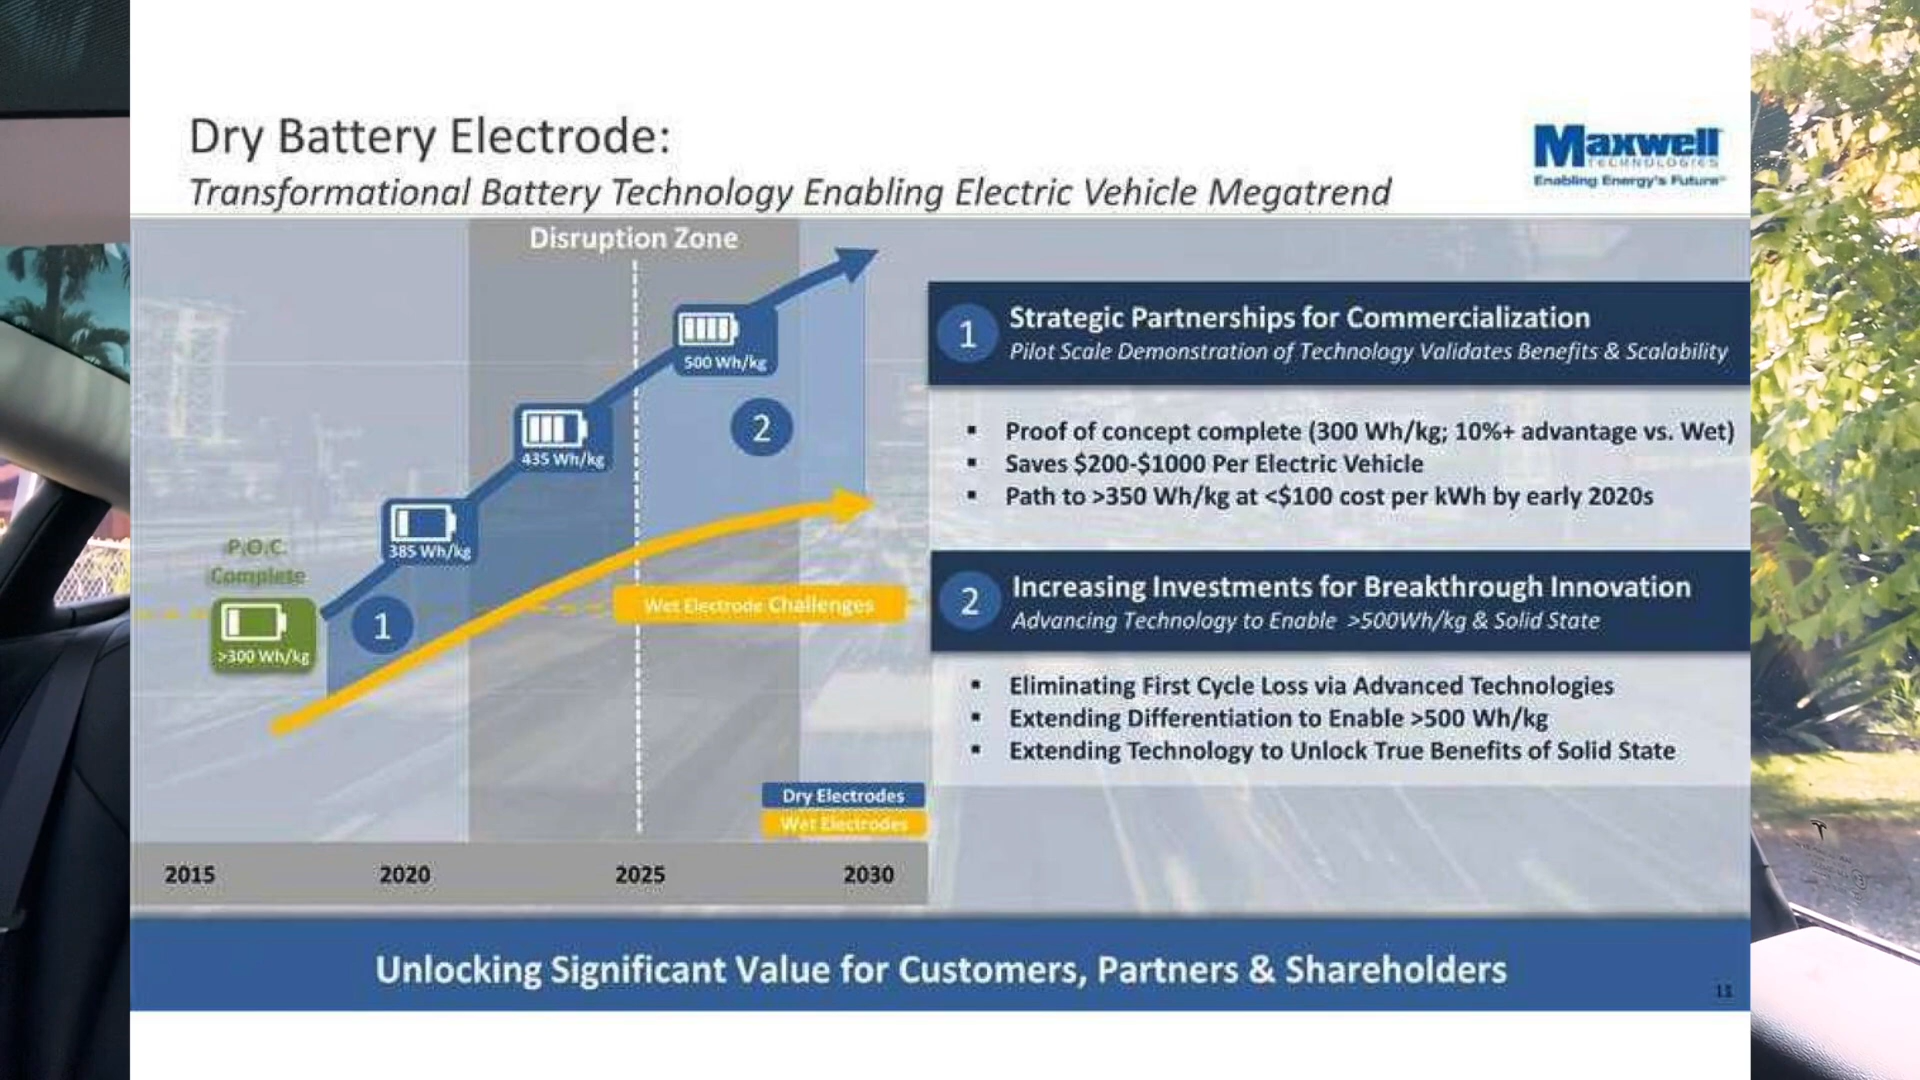 Dry Battery Electrode:
Transformational Battery Technology Enabling Electric Vehicle Megatrend
Maxwell
TECHNOLOGIES
Enabling Energy's Future™
Disruption Zone
500 Wh/kg
2
435 Wh/kg
385 Wh/kg
P.O.C.
Complete
>300 Wh/kg
1
Wet Electrode Challenges
Dry Electrodes
Wet Electrodes
2015 2020 2025 2030
1
Strategic Partnerships for Commercialization
Pilot Scale Demonstration of Technology Validates Benefits & Scalability
▪ Proof of concept complete (300 Wh/kg; 10%+ advantage vs. Wet)
▪ Saves $200-$1000 Per Electric Vehicle
▪ Path to >350 Wh/kg at <$100 cost per kWh by early 2020s
2
Increasing Investments for Breakthrough Innovation
Advancing Technology to Enable >500Wh/kg & Solid State
▪ Eliminating First Cycle Loss via Advanced Technologies
▪ Extending Differentiation to Enable >500 Wh/kg
▪ Extending Technology to Unlock True Benefits of Solid State
Unlocking Significant Value for Customers, Partners & Shareholders
11